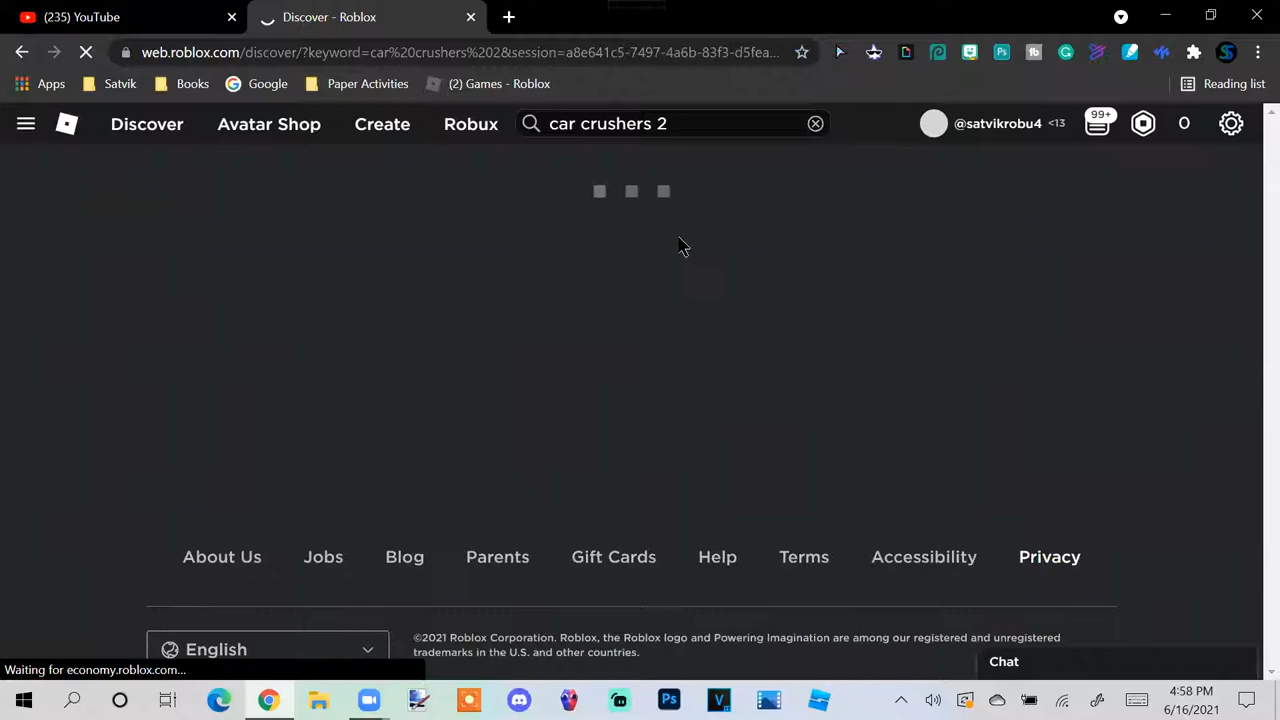 (235) YouTube
Discover - Roblox
web.roblox.com/discover/?keyword=car%20crushers%202&session=a8e641c5-7497-4a6b-83f3-d5fea...
Apps
Satvik
Books
Google
Paper Activities
(2) Games - Roblox
Reading list
Discover
Avatar Shop
Create
Robux
car crushers 2
@satvikrobu4
<13
99+
0
About Us
Jobs
Blog
Parents
Gift Cards
Help
Terms
Accessibility
Privacy
English
©2021 Roblox Corporation. Roblox, the Roblox logo and Powering Imagination are among our registered and unregistered
trademarks in the U.S. and other countries.
Chat
Waiting for economy.roblox.com...
Ps
V
4:58 PM
6/16/2021